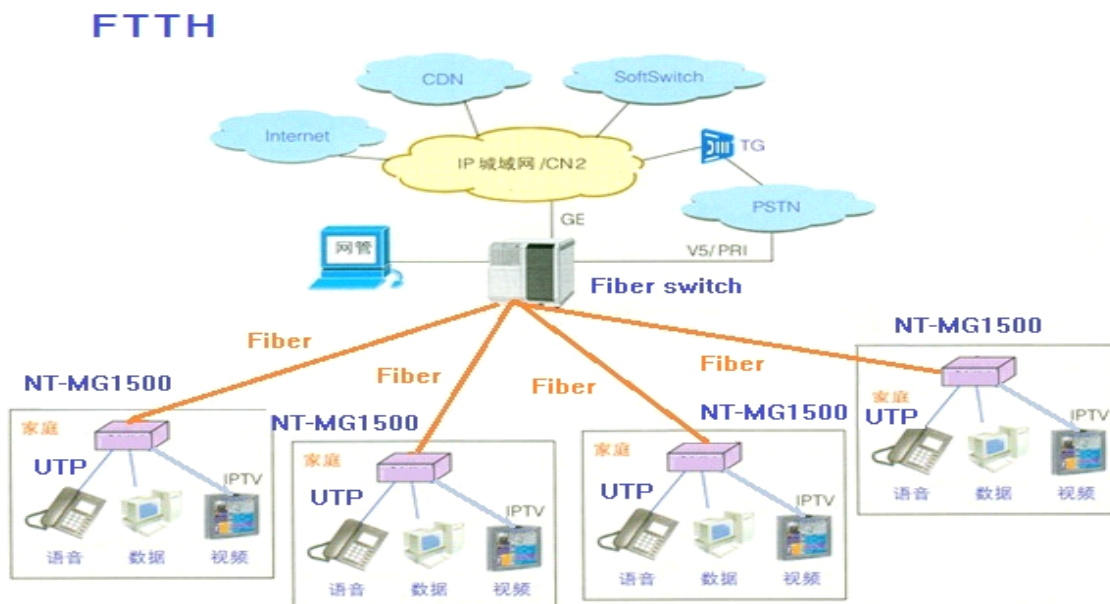 FTTH
CDN
SoftSwitch
Internet
IP 城域网/CN2
TG
PSTN
GE
网管
V5/PRI
Fiber switch
Fiber
Fiber
Fiber
Fiber
NT-MG1500
家庭
UTP
IPTV
语音 数据 视频
NT-MG1500
家庭
UTP
IPTV
语音 数据 视频
NT-MG1500
家庭
UTP
IPTV
语音 数据 视频
NT-MG1500
家庭
UTP
IPTV
语音 数据 视频